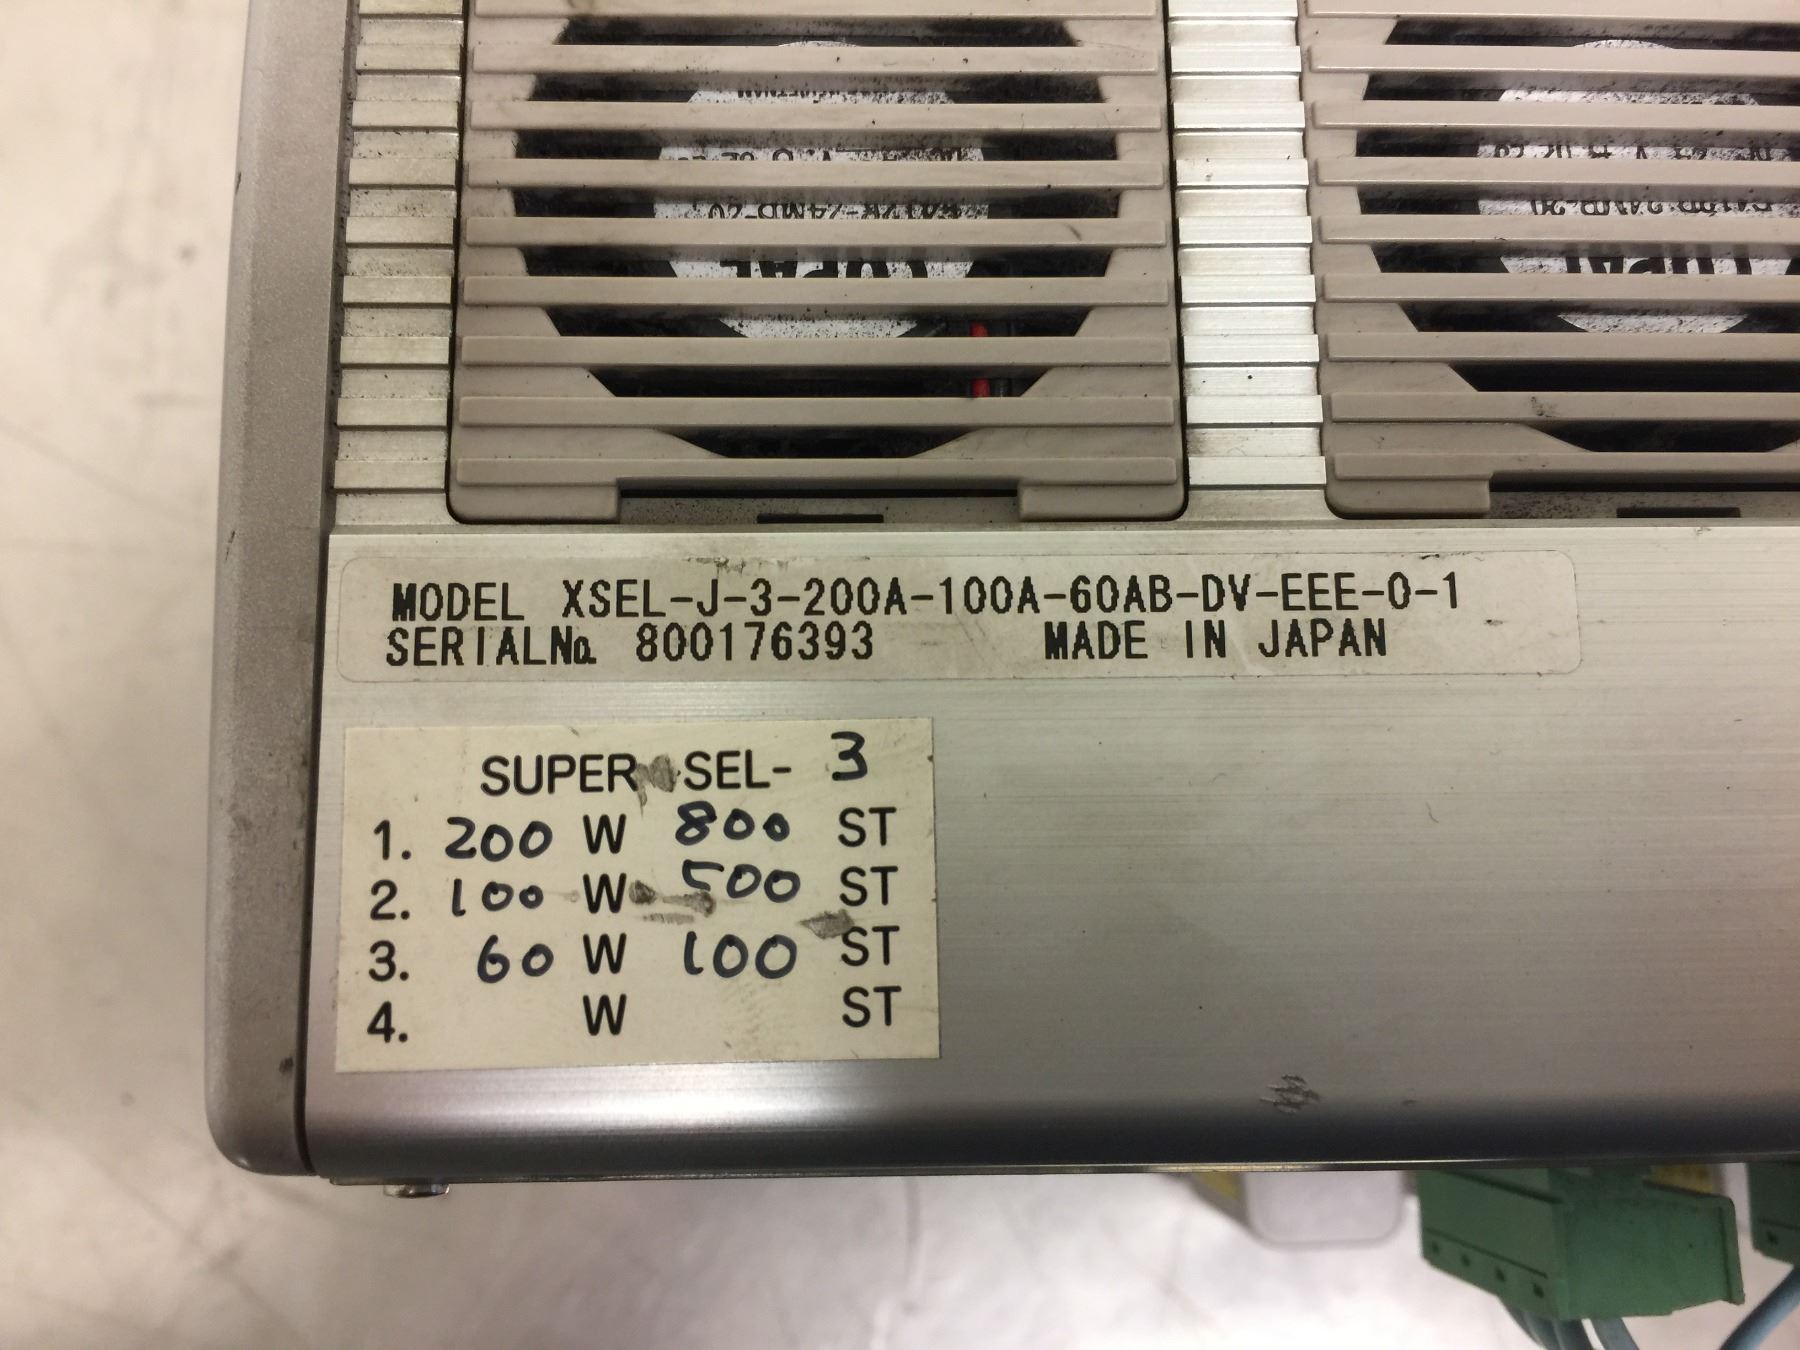 MODEL XSEL-J-3-200A-100A-60AB-DV-EEE-0-1
SERIALNo. 800176393 MADE IN JAPAN
SUPER SEL- 3
1. 200 W 800 ST
2. 100 W 500 ST
3. 60 W 100 ST
4. W ST